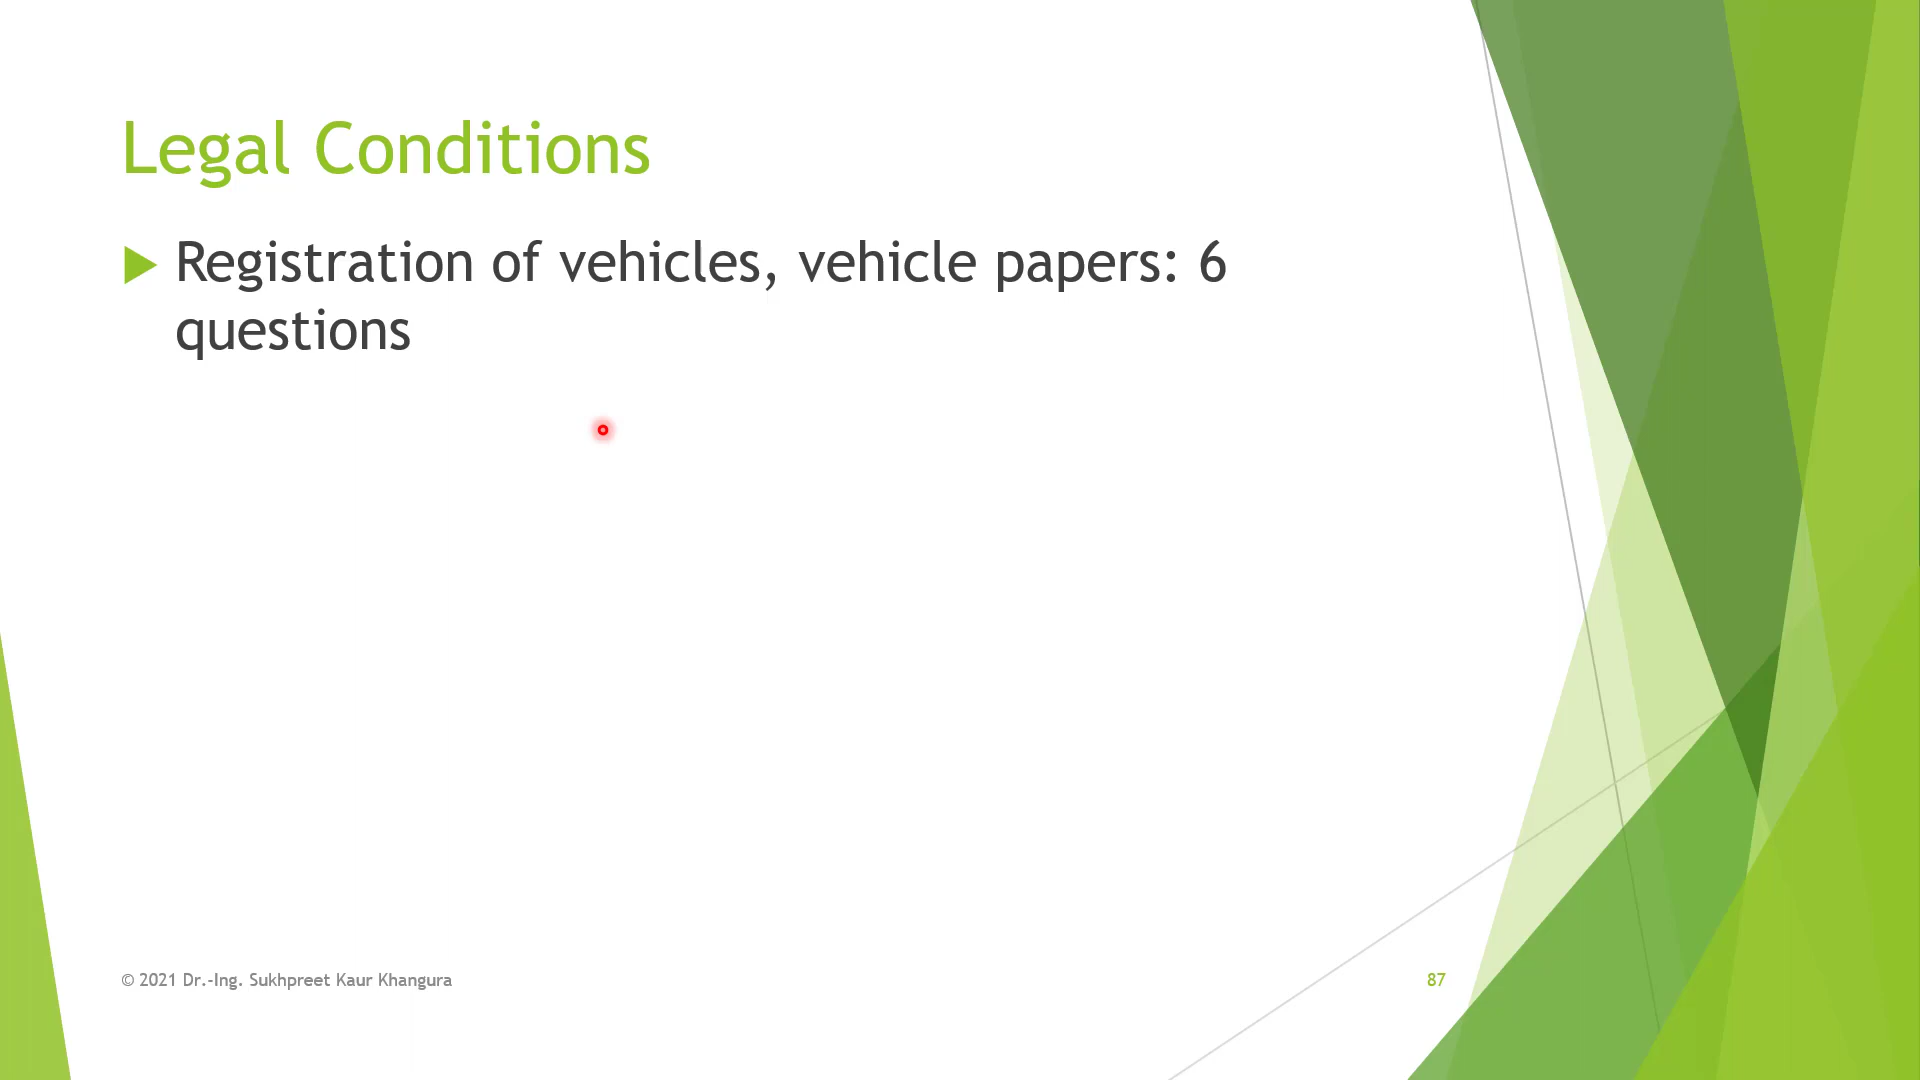 Legal Conditions
Registration of vehicles, vehicle papers: 6
questions
© 2021 Dr.-Ing. Sukhpreet Kaur Khangura
87